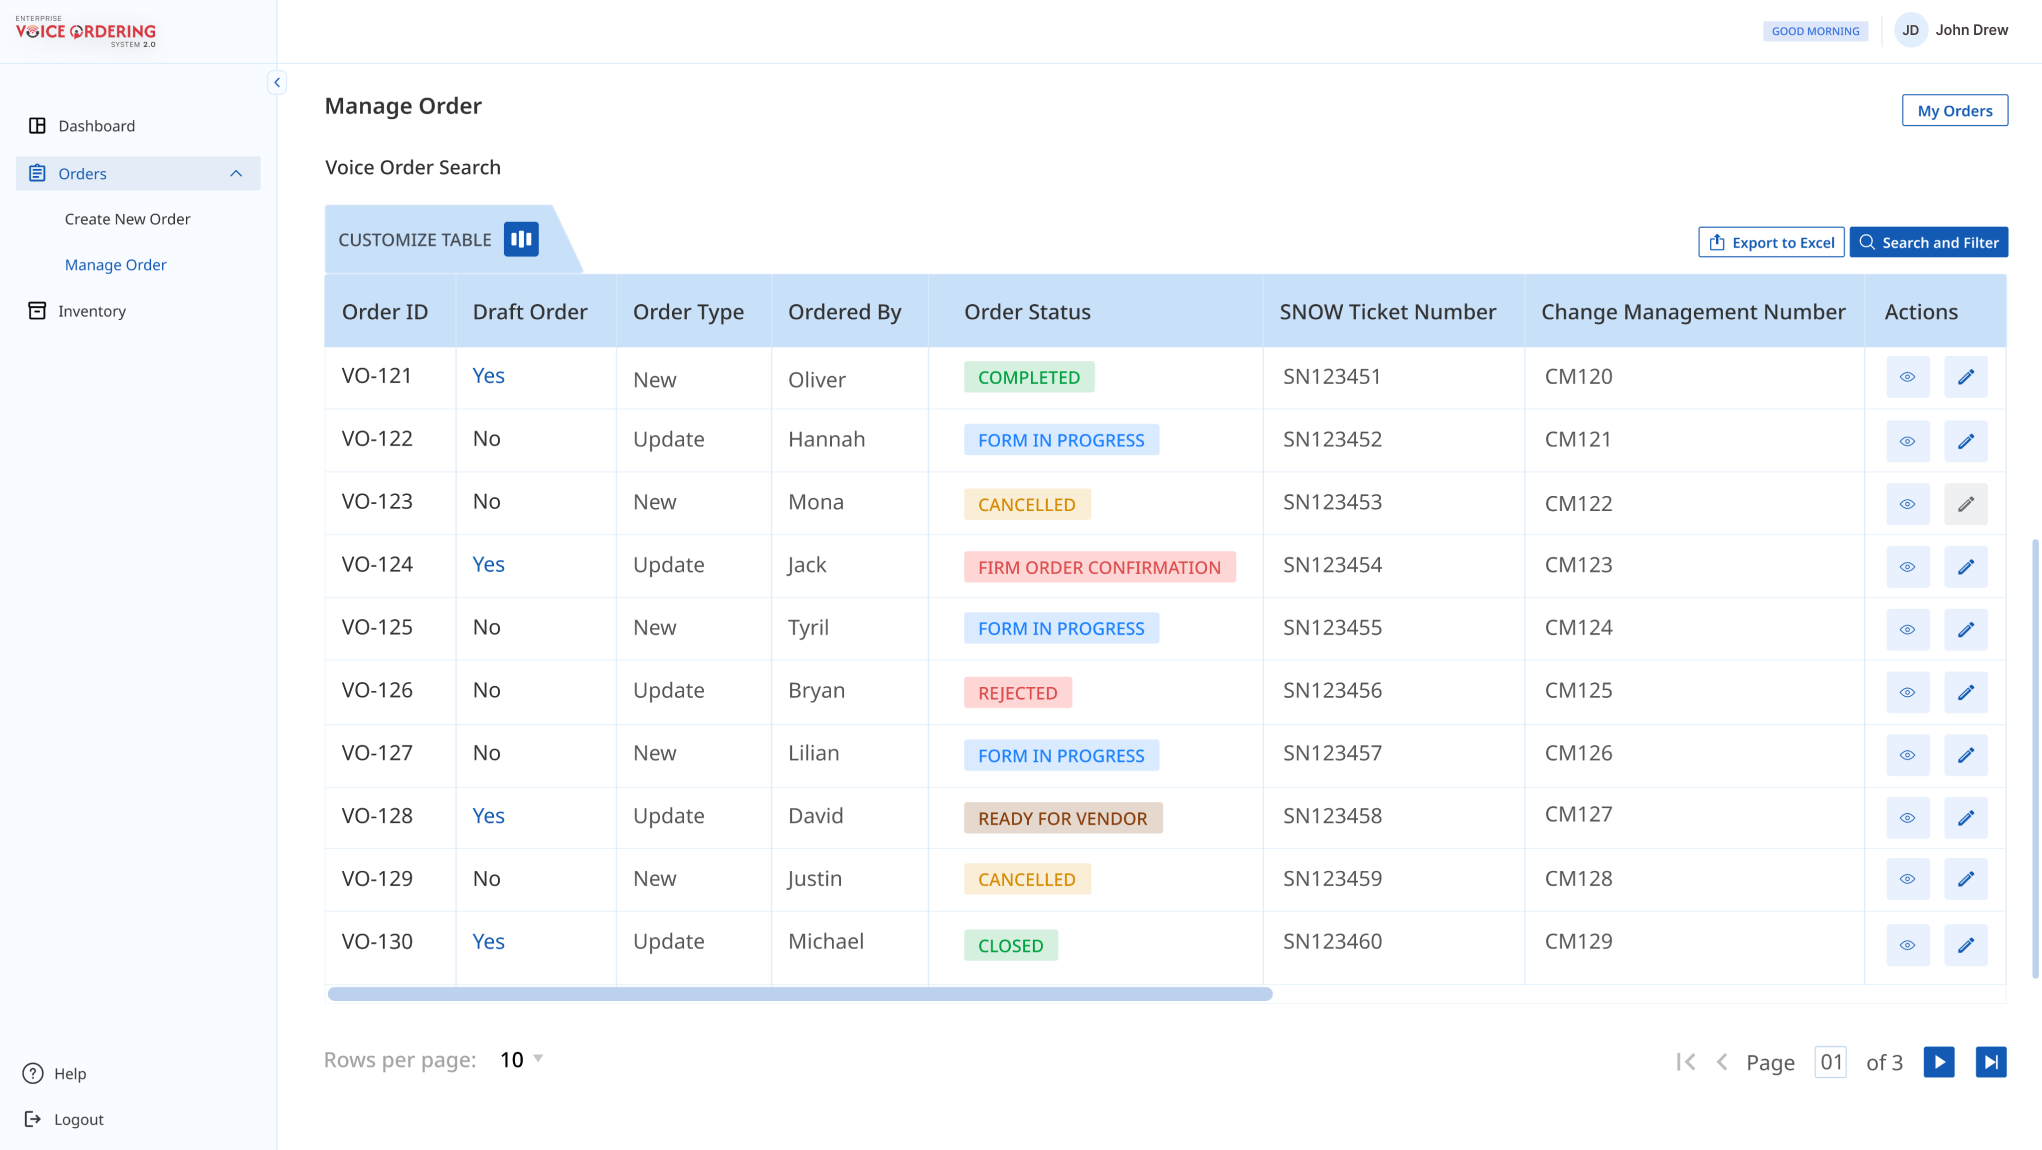 ENTERPRISE
VOICE ORDERING
SYSTEM 2.0
GOOD MORNING
JD
John Drew
Dashboard
Orders
Create New Order
Manage Order
Inventory
Help
Logout
Manage Order
My Orders
Voice Order Search
CUSTOMIZE TABLE
Export to Excel
Search and Filter
Order ID Draft Order Order Type Ordered By Order Status SNOW Ticket Number Change Management Number Actions
VO-121 Yes New Oliver COMPLETED SN123451 CM120
VO-122 No Update Hannah FORM IN PROGRESS SN123452 CM121
VO-123 No New Mona CANCELLED SN123453 CM122
VO-124 Yes Update Jack FIRM ORDER CONFIRMATION SN123454 CM123
VO-125 No New Tyril FORM IN PROGRESS SN123455 CM124
VO-126 No Update Bryan REJECTED SN123456 CM125
VO-127 No New Lilian FORM IN PROGRESS SN123457 CM126
VO-128 Yes Update David READY FOR VENDOR SN123458 CM127
VO-129 No New Justin CANCELLED SN123459 CM128
VO-130 Yes Update Michael CLOSED SN123460 CM129
Rows per page: 10
Page 01 of 3